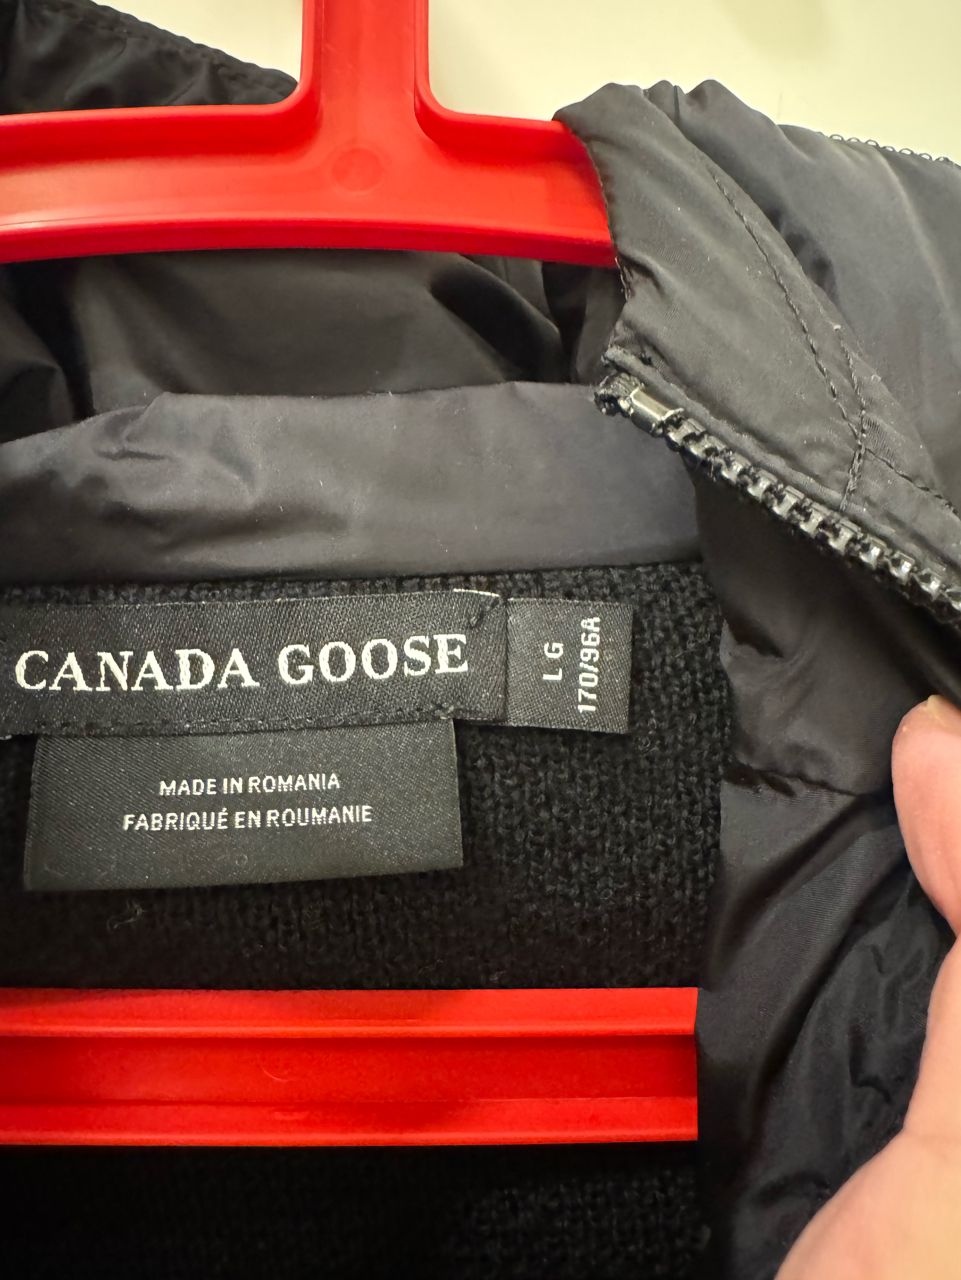 CANADA GOOSE
LG
170/96A
MADE IN ROMANIA
FABRIQUÉ EN ROUMANIE